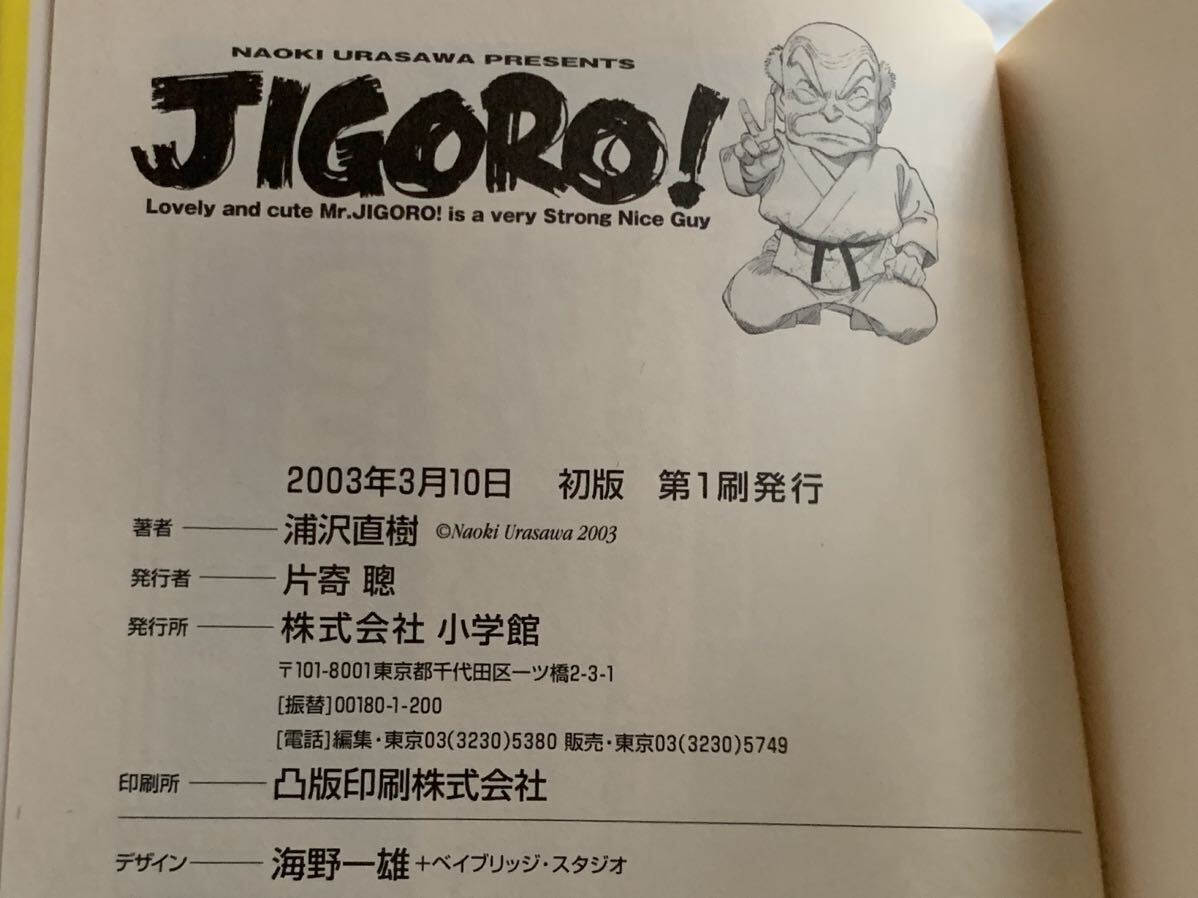 NAOKI URASAWA PRESENTS
JIGORO!
Lovely and cute Mr.JIGORO! is a very Strong Nice Guy
2003年3月10日 初版 第1刷発行
著者 浦沢直樹 ©Naoki Urasawa 2003
発行者 片寄 聰
発行所 株式会社 小学館
〒101-8001東京都千代田区一ツ橋2-3-1
[振替]00180-1-200
[電話]編集・東京03(3230)5380 販売・東京03(3230)5749
印刷所 凸版印刷株式会社
デザイン 海野一雄+ベイブリッジ・スタジオ